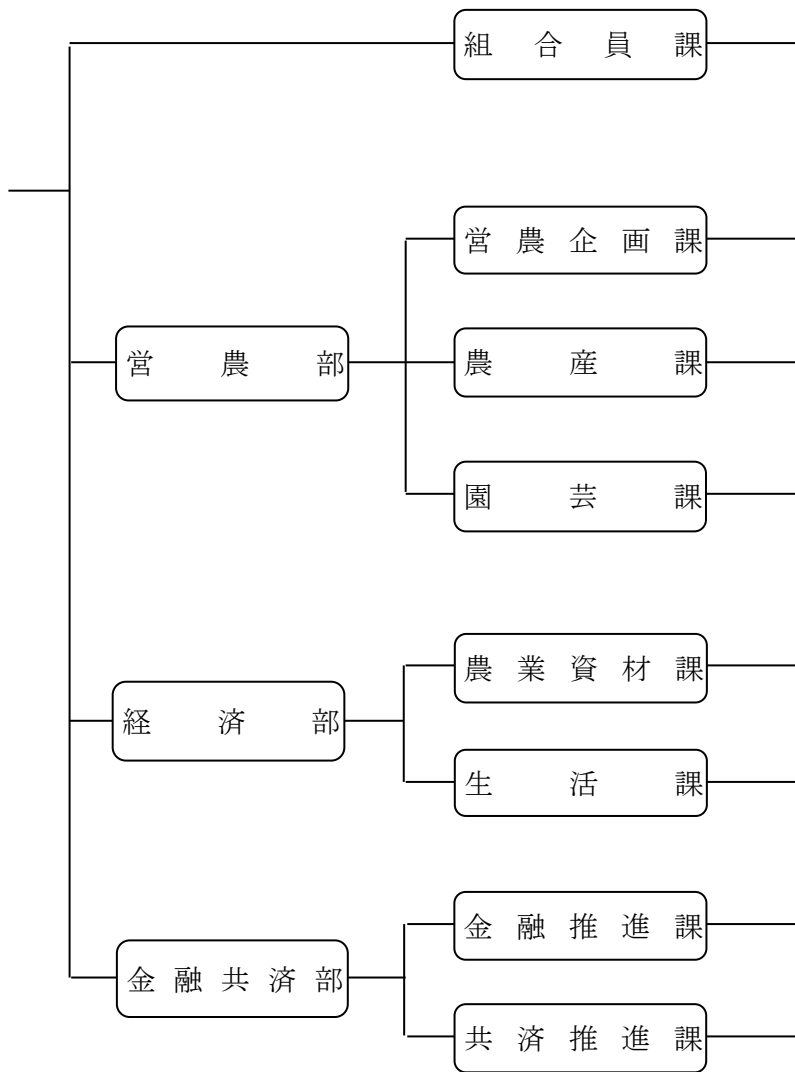 組合員課
営農企画課
営農部
農産課
園芸課
農業資材課
経済部
生活課
金融推進課
金融共済部
共済推進課